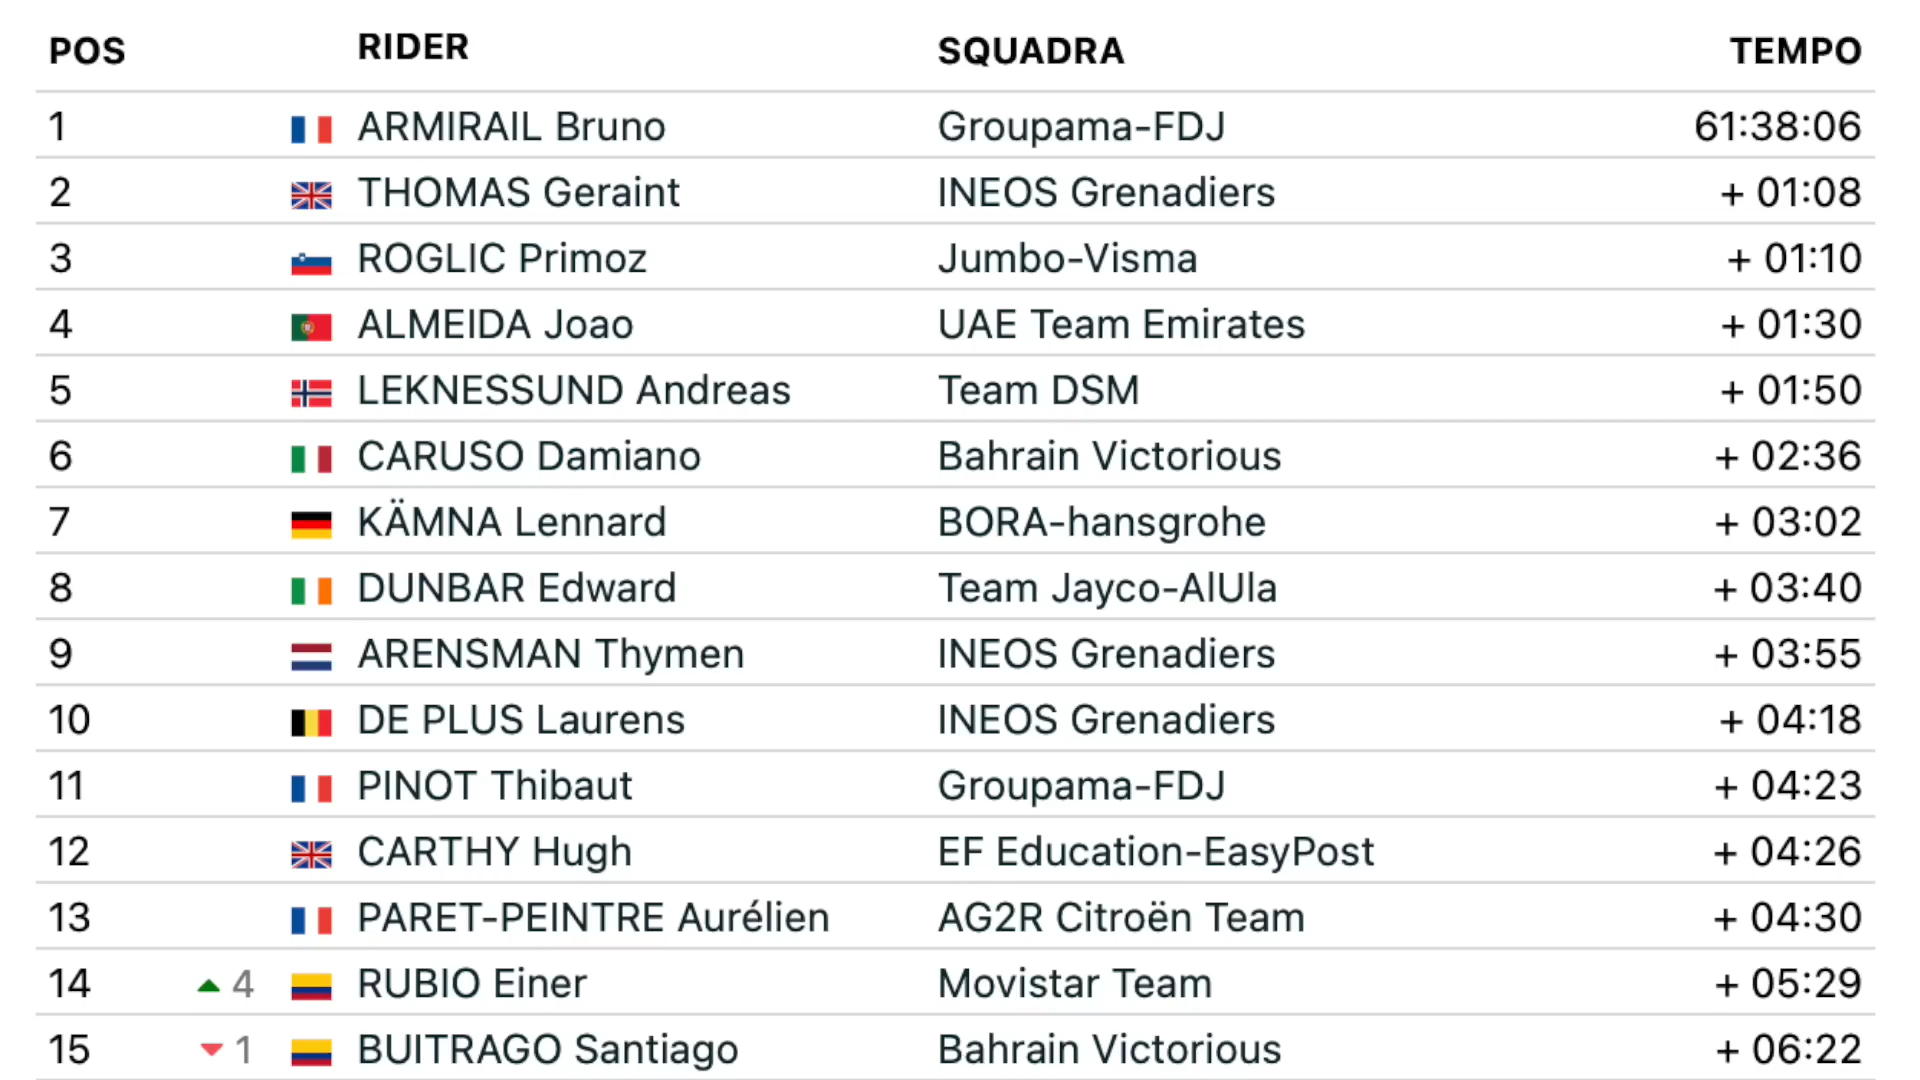 POS RIDER SQUADRA TEMPO
1 ARMIRAIL Bruno Groupama-FDJ 61:38:06
2 THOMAS Geraint INEOS Grenadiers + 01:08
3 ROGLIC Primoz Jumbo-Visma + 01:10
4 ALMEIDA Joao UAE Team Emirates + 01:30
5 LEKNESSUND Andreas Team DSM + 01:50
6 CARUSO Damiano Bahrain Victorious + 02:36
7 KÄMNA Lennard BORA-hansgrohe + 03:02
8 DUNBAR Edward Team Jayco-AlUla + 03:40
9 ARENSMAN Thymen INEOS Grenadiers + 03:55
10 DE PLUS Laurens INEOS Grenadiers + 04:18
11 PINOT Thibaut Groupama-FDJ + 04:23
12 CARTHY Hugh EF Education-EasyPost + 04:26
13 PARET-PEINTRE Aurélien AG2R Citroën Team + 04:30
14 4 RUBIO Einer Movistar Team + 05:29
15 1 BUITRAGO Santiago Bahrain Victorious + 06:22